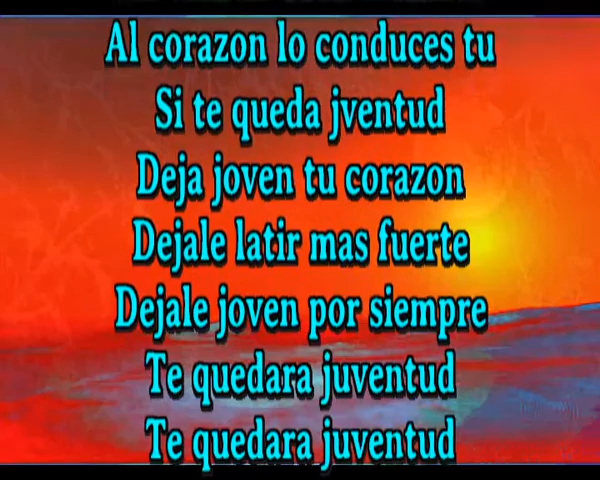 Al corazon lo conduces tu
Si te queda jventud
Deja joven tu corazon
Dejale latir mas fuerte
Dejale joven por siempre
Te quedara juventud
Te quedara juventud